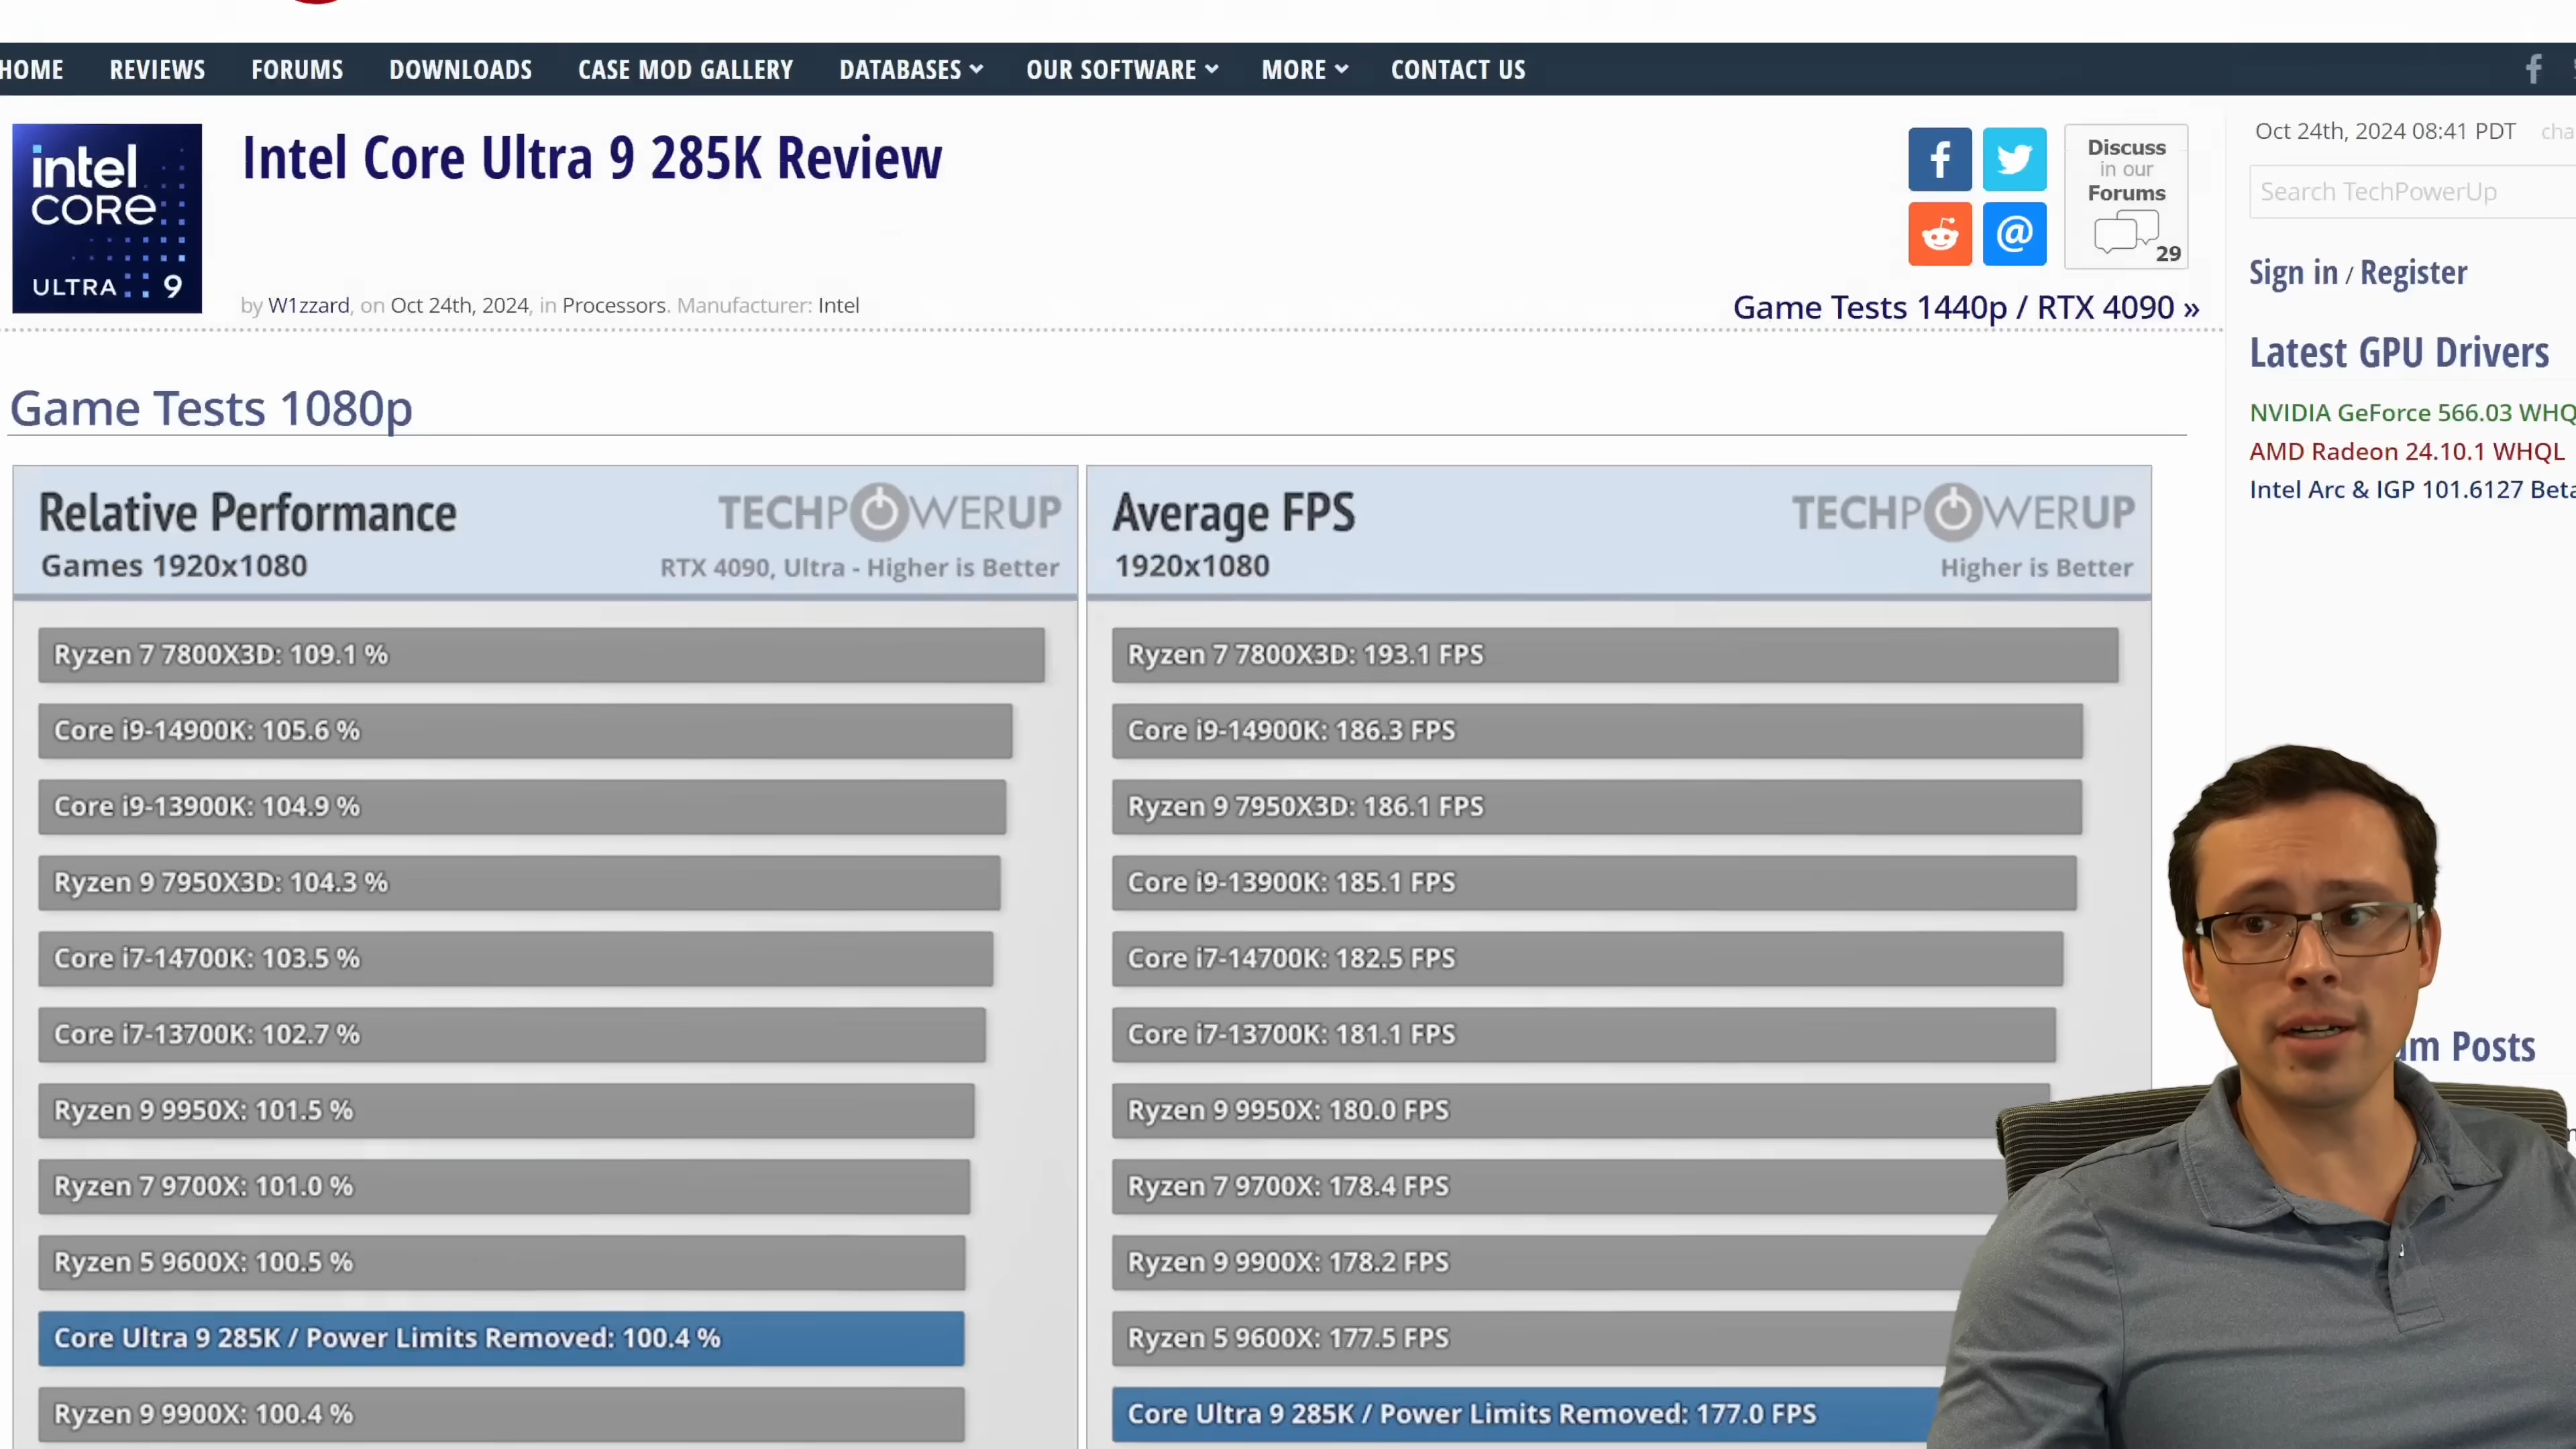 HOME REVIEWS FORUMS DOWNLOADS CASE MOD GALLERY DATABASES OUR SOFTWARE MORE CONTACT US
intel
CORE
ULTRA 9
Intel Core Ultra 9 285K Review
by W1zzard, on Oct 24th, 2024, in Processors. Manufacturer: Intel
Discuss
in our
Forums
29
Game Tests 1440p / RTX 4090 »
Oct 24th, 2024 08:41 PDT
Search TechPowerUp
Sign in / Register
Latest GPU Drivers
NVIDIA GeForce 566.03
AMD Radeon 24.10.1 WHQL
Intel Arc & IGP 101.6127 Beta
Posts
Game Tests 1080p
Relative Performance
TECHPOWERUP
Games 1920x1080
RTX 4090, Ultra - Higher is Better
Ryzen 7 7800X3D: 109.1 %
Core i9-14900K: 105.6 %
Core i9-13900K: 104.9 %
Ryzen 9 7950X3D: 104.3 %
Core i7-14700K: 103.5 %
Core i7-13700K: 102.7 %
Ryzen 9 9950X: 101.5 %
Ryzen 7 9700X: 101.0 %
Ryzen 5 9600X: 100.5 %
Core Ultra 9 285K / Power Limits Removed: 100.4 %
Ryzen 9 9900X: 100.4 %
Average FPS
TECHPOWERUP
1920x1080
Higher is Better
Ryzen 7 7800X3D: 193.1 FPS
Core i9-14900K: 186.3 FPS
Ryzen 9 7950X3D: 186.1 FPS
Core i9-13900K: 185.1 FPS
Core i7-14700K: 182.5 FPS
Core i7-13700K: 181.1 FPS
Ryzen 9 9950X: 180.0 FPS
Ryzen 7 9700X: 178.4 FPS
Ryzen 9 9900X: 178.2 FPS
Ryzen 5 9600X: 177.5 FPS
Core Ultra 9 285K / Power Limits Removed: 177.0 FPS